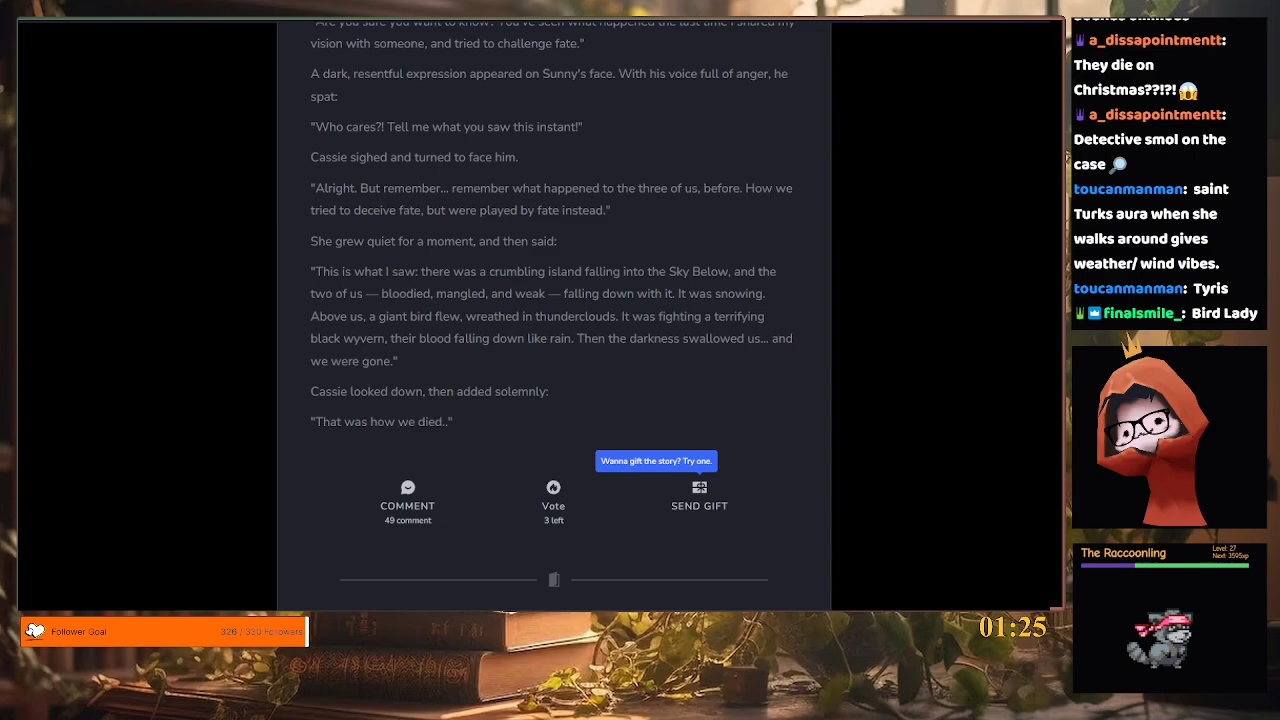 "Are you sure you want to know? You've seen what happened the last time I shared my
vision with someone, and tried to challenge fate."
A dark, resentful expression appeared on Sunny's face. With his voice full of anger, he
spat:
"Who cares?! Tell me what you saw this instant!"
Cassie sighed and turned to face him.
"Alright. But remember... remember what happened to the three of us, before. How we
tried to deceive fate, but were played by fate instead."
She grew quiet for a moment, and then said:
"This is what I saw: there was a crumbling island falling into the Sky Below, and the
two of us — bloodied, mangled, and weak — falling down with it. It was snowing.
Above us, a giant bird flew, wreathed in thunderclouds. It was fighting a terrifying
black wyvern, their blood falling down like rain. Then the darkness swallowed us... and
we were gone."
Cassie looked down, then added solemnly:
"That was how we died.."
Wanna gift the story? Try one.
COMMENT
49 comment
Vote
3 left
SEND GIFT
a_dissapointmentt:
They die on
Christmas??!?! 😱
a_dissapointmentt:
Detective smol on the
case 🔎
toucanmanman: saint
Turks aura when she
walks around gives
weather/ wind vibes.
toucanmanman: Tyris
finalsmile_: Bird Lady
The Raccoonling
Level: 27
Next: 3595xp
Follower Goal
326 / 330 Followers
01:25